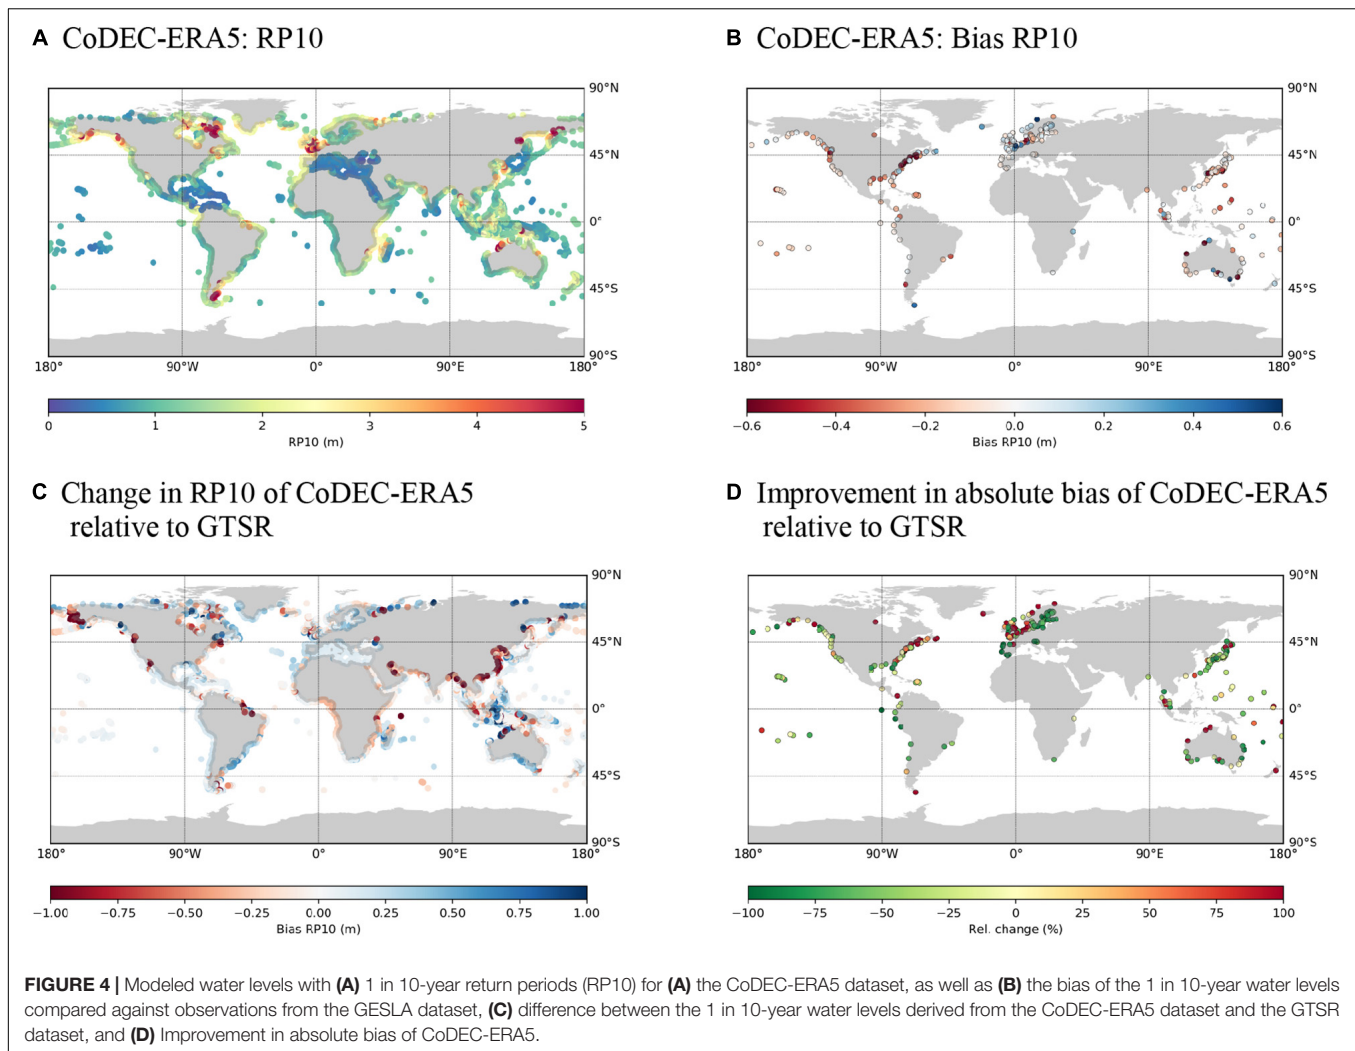 A CoDEC-ERA5: RP10
90°N
45°N
0°
45°S
90°S
180° 90°W 0° 90°E 180°
0 1 2 3 4 5
RP10 (m)
B CoDEC-ERA5: Bias RP10
90°N
45°N
0°
45°S
90°S
180° 90°W 0° 90°E 180°
−0.6 −0.4 −0.2 0.0 0.2 0.4 0.6
Bias RP10 (m)
C Change in RP10 of CoDEC-ERA5
relative to GTSR
90°N
45°N
0°
45°S
90°S
180° 90°W 0° 90°E 180°
−1.00 −0.75 −0.50 −0.25 0.00 0.25 0.50 0.75 1.00
Bias RP10 (m)
D Improvement in absolute bias of CoDEC-ERA5
relative to GTSR
90°N
45°N
0°
45°S
90°S
180° 90°W 0° 90°E 180°
−100 −75 −50 −25 0 25 50 75 100
Rel. change (%)
FIGURE 4 | Modeled water levels with (A) 1 in 10-year return periods (RP10) for (A) the CoDEC-ERA5 dataset, as well as (B) the bias of the 1 in 10-year water levels
compared against observations from the GESLA dataset, (C) difference between the 1 in 10-year water levels derived from the CoDEC-ERA5 dataset and the GTSR
dataset, and (D) Improvement in absolute bias of CoDEC-ERA5.